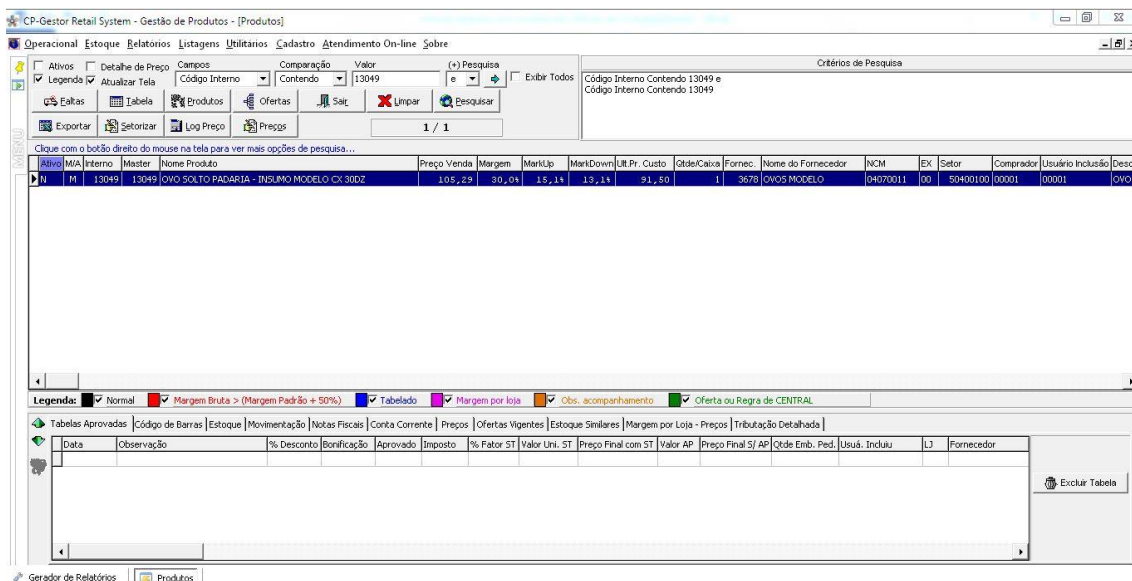 CP-Gestor Retail System - Gestão de Produtos - [Produtos]
Operacional Estoque Relatórios Listagens Utilitários Cadastro Atendimento On-line Sobre
Ativos Detalhe de Preço Campos Comparação Valor (+) Pesquisa Critérios de Pesquisa
Legenda Atualizar Tela Código Interno Contendo 13049 e Exibir Todos
Código Interno Contendo 13049 e
Código Interno Contendo 13049
Faltas Tabela Produtos Ofertas Sair Limpar Pesquisar
Exportar Setorizar Log Preço Preços 1 / 1
MENU
Clique com o botão direito do mouse na tela para ver mais opções de pesquisa...
Ativo M/A Interno Master Nome Produto Preço Venda Margem MarkUp MarkDown Ult.Pr. Custo Qtde/Caixa Fornec. Nome do Fornecedor NCM EX Setor Comprador Usuário Inclusão Desc
N M 13049 13049 OVO SOLTO PADARIA - INSUMO MODELO CX 30DZ 105,29 30,0% 15,1% 13,1% 91,50 1 3678 OVOS MODELO 04070011 00 50400100 00001 00001 OVO
Legenda: Normal Margem Bruta > (Margem Padrão + 50%) Tabelado Margem por loja Obs. acompanhamento Oferta ou Regra de CENTRAL
Tabelas Aprovadas Código de Barras Estoque Movimentação Notas Fiscais Conta Corrente Preços Ofertas Vigentes Estoque Similares Margem por Loja - Preços Tributação Detalhada
Data Observação % Desconto Bonificação Aprovado Imposto % Fator ST Valor Uni. ST Preço Final com ST Valor AP Preço Final S/ AP Qtde Emb. Ped. Usuá. Incluiu LJ Fornecedor
Excluir Tabela
Gerador de Relatórios Produtos